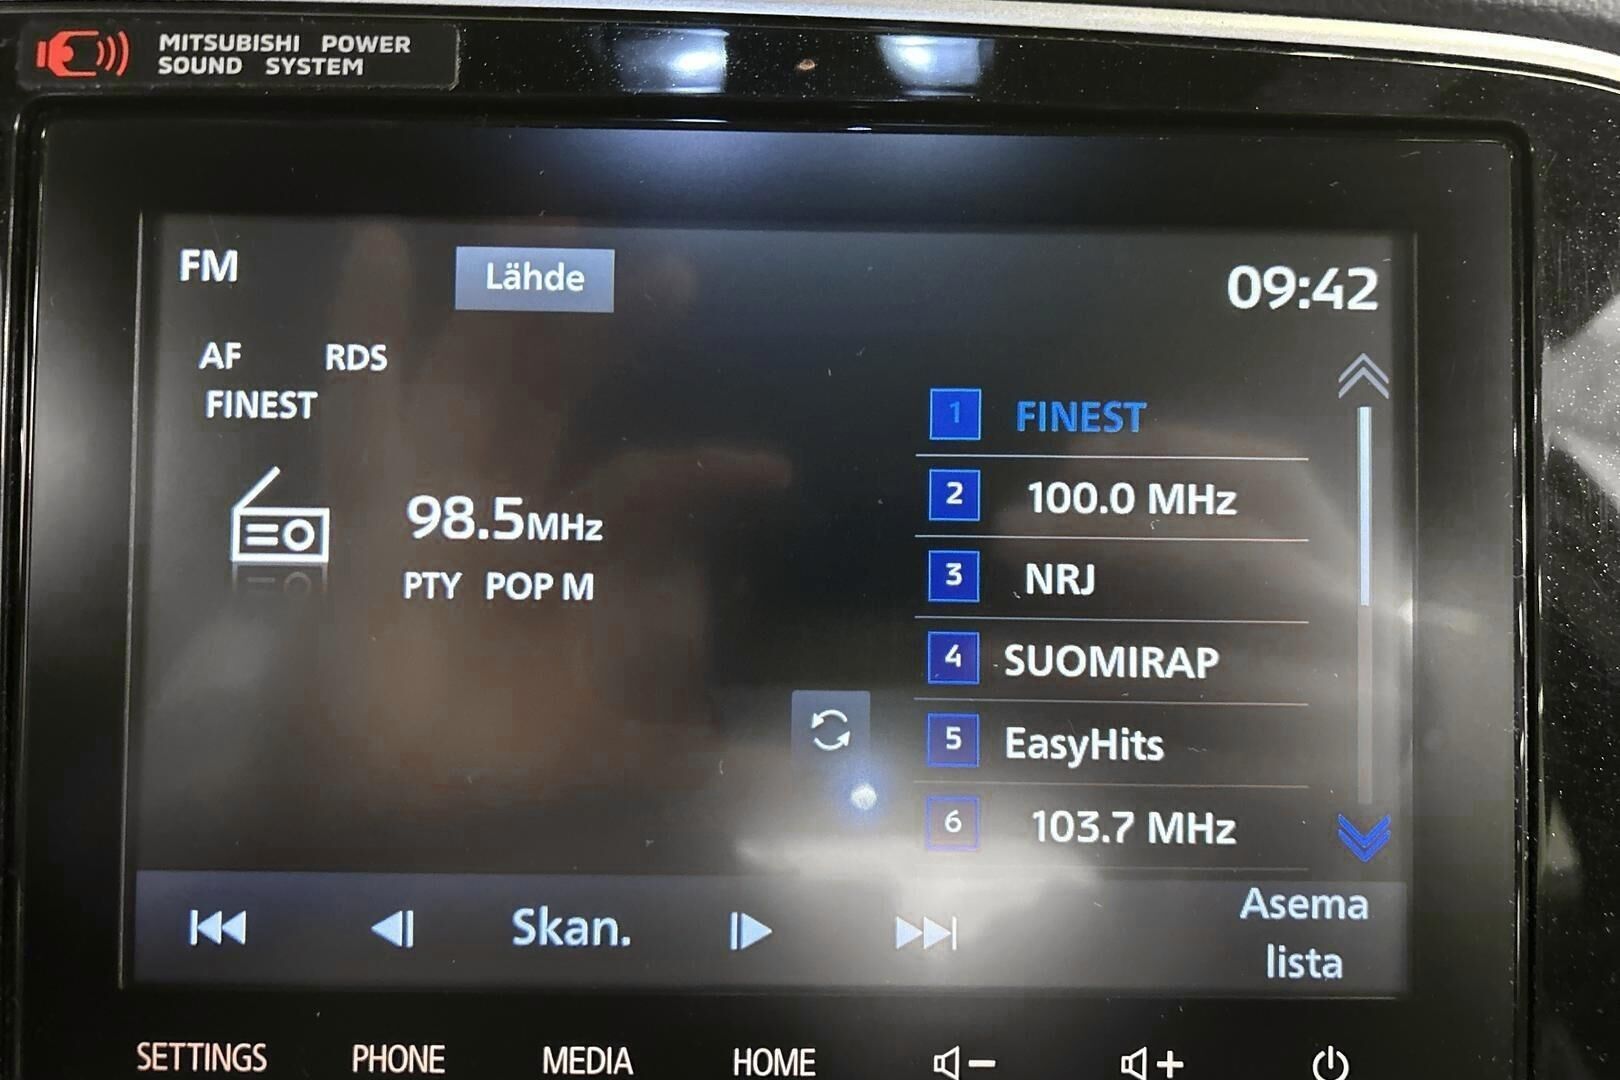 MITSUBISHI POWER
SOUND SYSTEM
FM
Lähde
09:42
AF RDS
FINEST
98.5MHz
PTY POP M
1 FINEST
2 100.0 MHz
3 NRJ
4 SUOMIRAP
5 EasyHits
6 103.7 MHz
Skan.
Asema
lista
SETTINGS PHONE MEDIA HOME